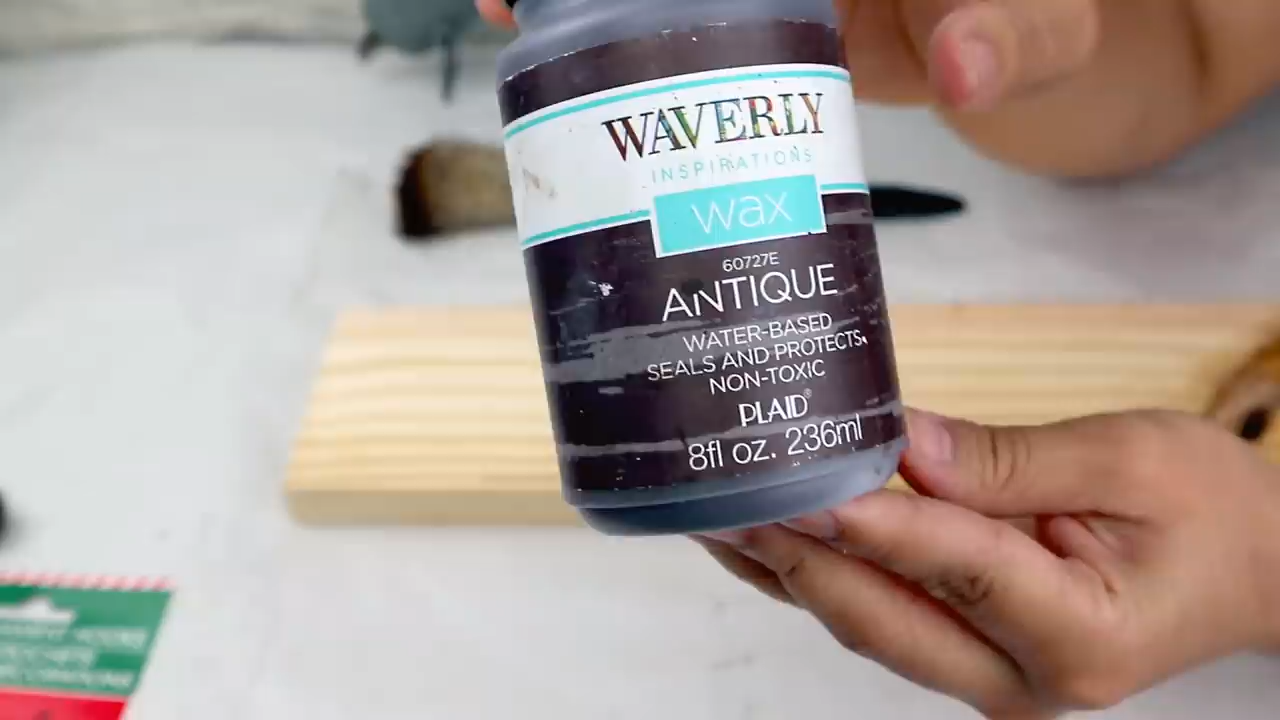 WAVERLY
INSPIRATIONS
wax
60727E
ANTIQUE
WATER-BASED
SEALS AND PROTECTS.
NON-TOXIC
PLAID®
8fl oz. 236ml